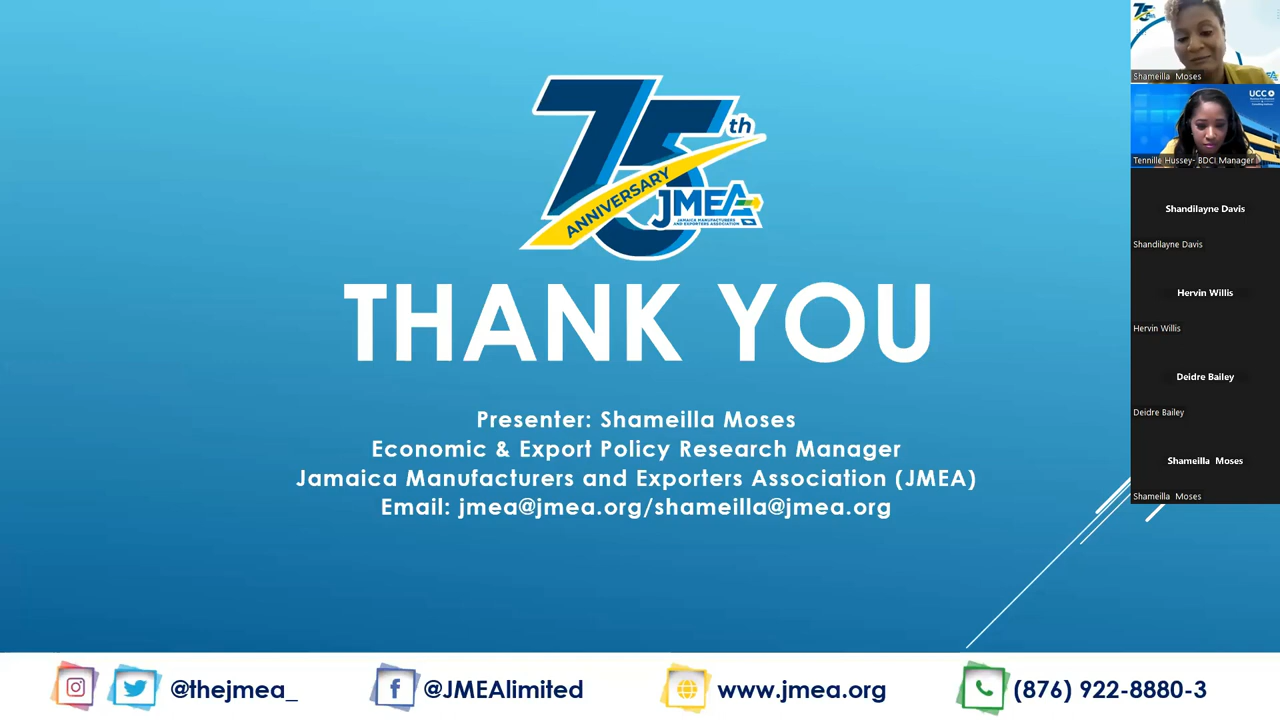 75th
ANNIVERSARY
JMEA
JAMAICA MANUFACTURERS
AND EXPORTERS ASSOCIATION
THANK YOU
Presenter: Shameilla Moses
Economic & Export Policy Research Manager
Jamaica Manufacturers and Exporters Association (JMEA)
Email: jmea@jmea.org/shameilla@jmea.org
@thejmea_
@JMEAlimited
www.jmea.org
(876) 922-8880-3
75
Shameilla Moses
UCC
Tennille Hussey- BDCI Manager
Shandilayne Davis
Shandilayne Davis
Hervin Willis
Hervin Willis
Deidre Bailey
Deidre Bailey
Shameilla Moses
Shameilla Moses